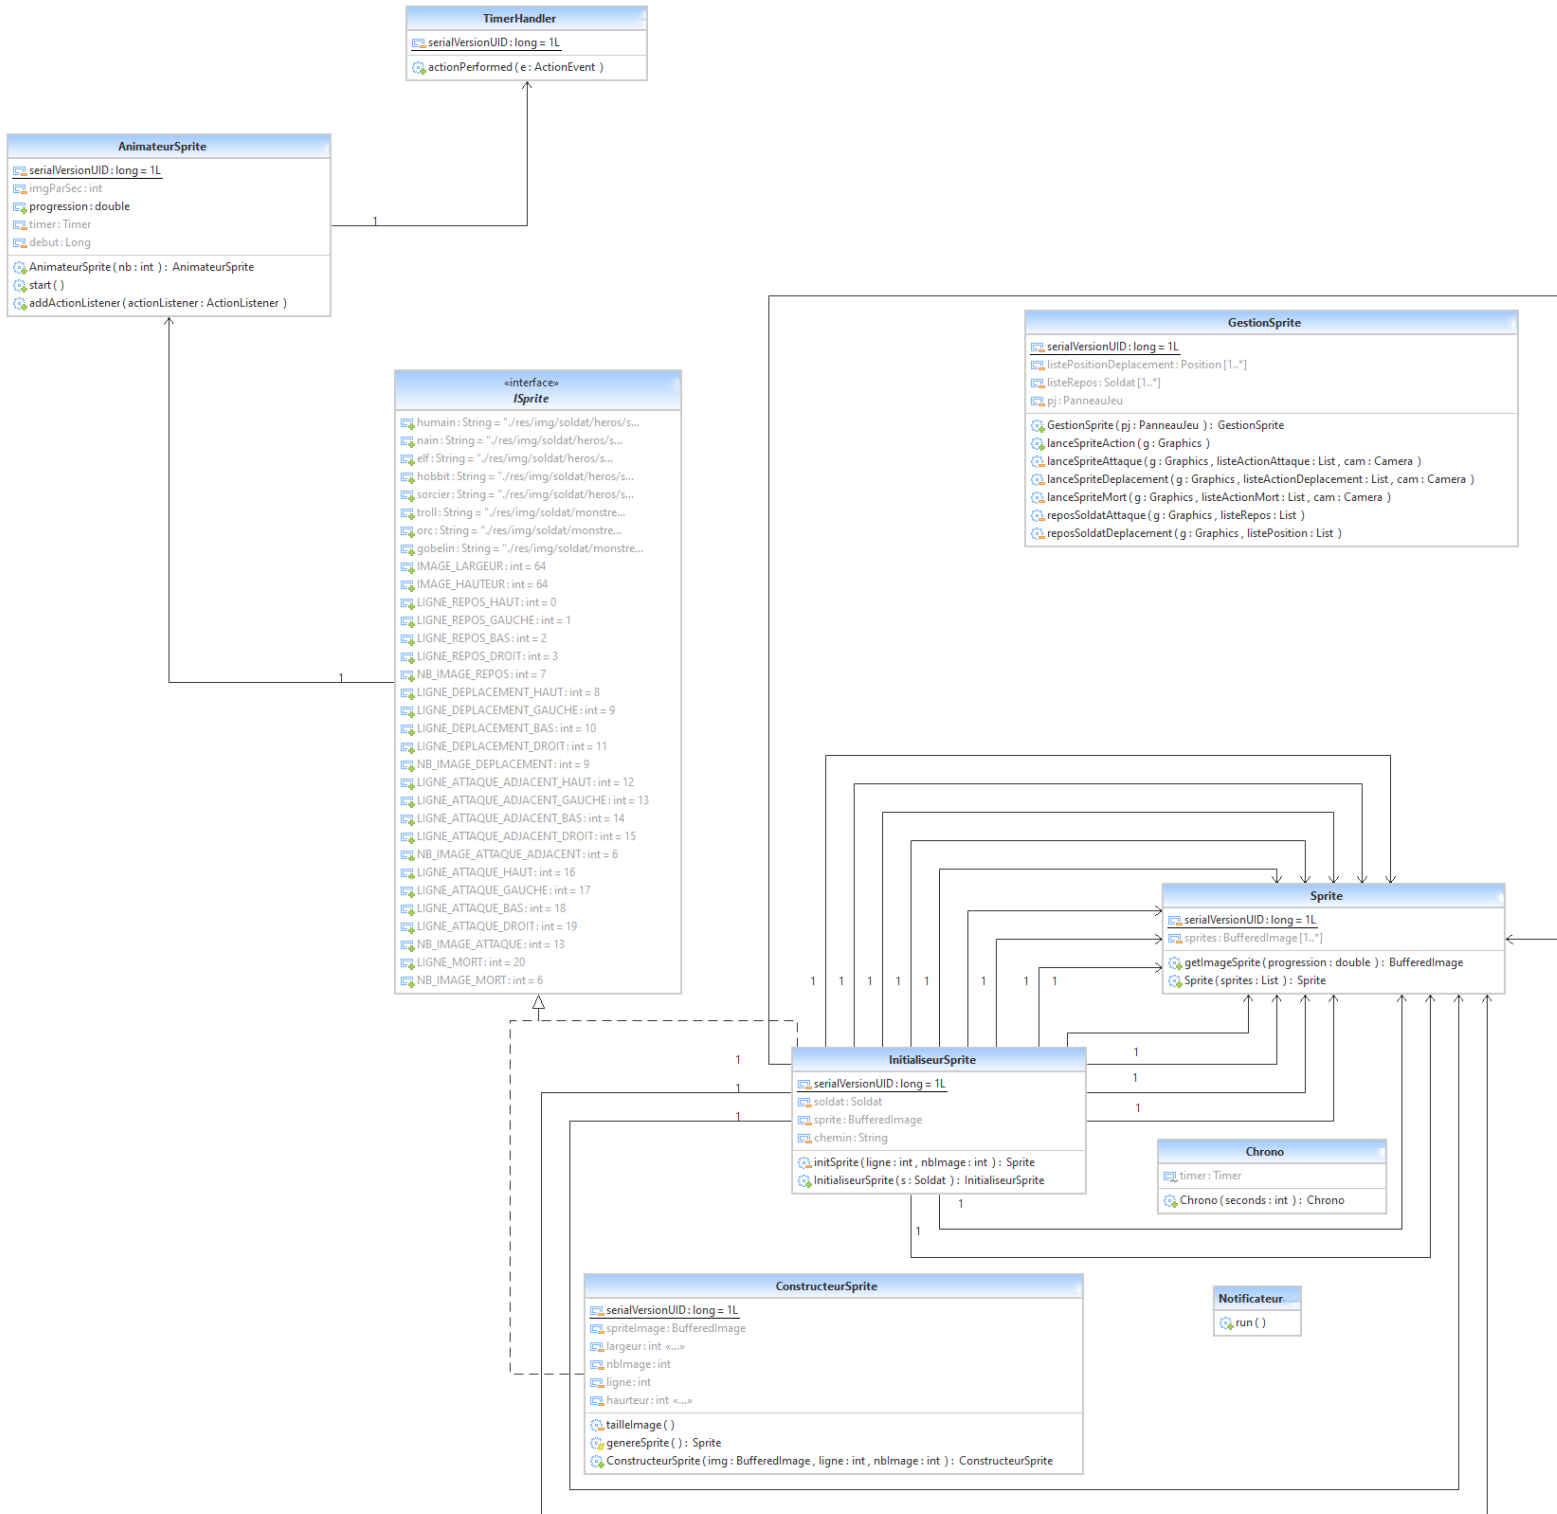 TimerHandler
serialVersionUID : long = 1L
actionPerformed ( e : ActionEvent )
AnimateurSprite
serialVersionUID : long = 1L
imgParSec : int
progression : double
timer : Timer
debut : Long
AnimateurSprite ( nb : int ) : AnimateurSprite
start ( )
addActionListener ( actionListener : ActionListener )
1
GestionSprite
serialVersionUID : long = 1L
listePositionDeplacement : Position [1..*]
listeRepos : Soldat [1..*]
pj : PanneauJeu
GestionSprite ( pj : PanneauJeu ) : GestionSprite
lanceSpriteAction ( g : Graphics )
lanceSpriteAttaque ( g : Graphics , listeActionAttaque : List , cam : Camera )
lanceSpriteDeplacement ( g : Graphics , listeActionDeplacement : List , cam : Camera )
lanceSpriteMort ( g : Graphics , listeActionMort : List , cam : Camera )
reposSoldatAttaque ( g : Graphics , listeRepos : List )
reposSoldatDeplacement ( g : Graphics , listePosition : List )
«interface»
ISprite
humain : String = "./res/img/soldat/heros/s...
nain : String = "./res/img/soldat/heros/s...
elf : String = "./res/img/soldat/heros/s...
hobbit : String = "./res/img/soldat/heros/s...
sorcier : String = "./res/img/soldat/heros/s...
troll : String = "./res/img/soldat/monstre...
orc : String = "./res/img/soldat/monstre...
gobelin : String = "./res/img/soldat/monstre...
IMAGE_LARGEUR : int = 64
IMAGE_HAUTEUR : int = 64
LIGNE_REPOS_HAUT : int = 0
LIGNE_REPOS_GAUCHE : int = 1
LIGNE_REPOS_BAS : int = 2
LIGNE_REPOS_DROIT : int = 3
NB_IMAGE_REPOS : int = 7
LIGNE_DEPLACEMENT_HAUT : int = 8
LIGNE_DEPLACEMENT_GAUCHE : int = 9
LIGNE_DEPLACEMENT_BAS : int = 10
LIGNE_DEPLACEMENT_DROIT : int = 11
NB_IMAGE_DEPLACEMENT : int = 9
LIGNE_ATTAQUE_ADJACENT_HAUT : int = 12
LIGNE_ATTAQUE_ADJACENT_GAUCHE : int = 13
LIGNE_ATTAQUE_ADJACENT_BAS : int = 14
LIGNE_ATTAQUE_ADJACENT_DROIT : int = 15
NB_IMAGE_ATTAQUE_ADJACENT : int = 6
LIGNE_ATTAQUE_HAUT : int = 16
LIGNE_ATTAQUE_GAUCHE : int = 17
LIGNE_ATTAQUE_BAS : int = 18
LIGNE_ATTAQUE_DROIT : int = 19
NB_IMAGE_ATTAQUE : int = 13
LIGNE_MORT : int = 20
NB_IMAGE_MORT : int = 6
1
Sprite
serialVersionUID : long = 1L
sprites : BufferedImage [1..*]
getImageSprite ( progression : double ) : BufferedImage
Sprite ( sprites : List ) : Sprite
1 1 1 1 1 1 1 1
InitialiseurSprite
serialVersionUID : long = 1L
soldat : Soldat
sprite : BufferedImage
chemin : String
initSprite ( ligne : int , nbImage : int ) : Sprite
InitialiseurSprite ( s : Soldat ) : InitialiseurSprite
1
1
1
1
1
1
1
1
Chrono
timer : Timer
Chrono ( seconds : int ) : Chrono
ConstructeurSprite
serialVersionUID : long = 1L
spriteImage : BufferedImage
largeur : int «...»
nbImage : int
ligne : int
haurteur : int «...»
tailleImage ( )
genereSprite ( ) : Sprite
ConstructeurSprite ( img : BufferedImage , ligne : int , nbImage : int ) : ConstructeurSprite
Notificateur
run ( )